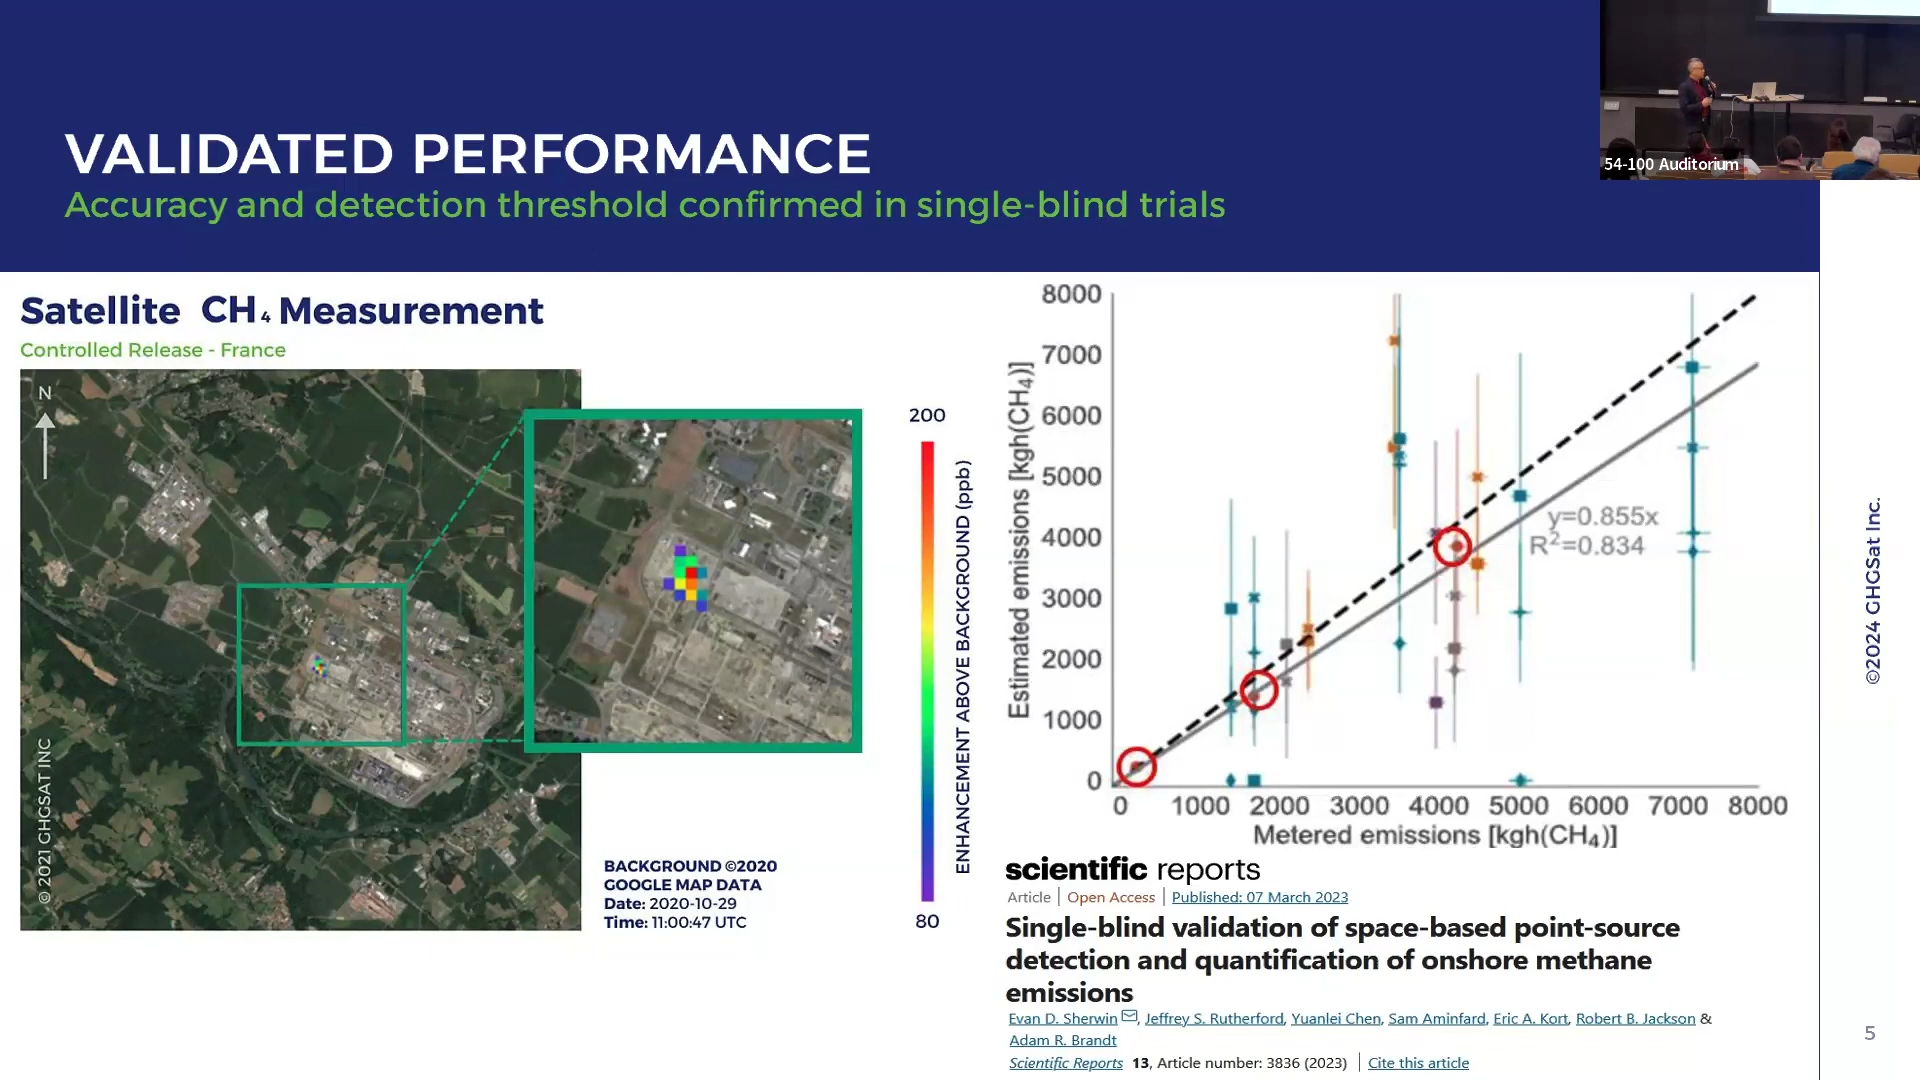 54-100 Auditorium
VALIDATED PERFORMANCE
Accuracy and detection threshold confirmed in single-blind trials
Satellite CH₄ Measurement
Controlled Release - France
N
© 2021 GHGSAT INC
BACKGROUND ©2020
GOOGLE MAP DATA
Date: 2020-10-29
Time: 11:00:47 UTC
200
ENHANCEMENT ABOVE BACKGROUND (ppb)
80
Estimated emissions [kgh(CH₄)]
8000
7000
6000
5000
4000
3000
2000
1000
0
y=0.855x
R²=0.834
0 1000 2000 3000 4000 5000 6000 7000 8000
Metered emissions [kgh(CH₄)]
scientific reports
Article | Open Access | Published: 07 March 2023
Single-blind validation of space-based point-source
detection and quantification of onshore methane
emissions
Evan D. Sherwin, Jeffrey S. Rutherford, Yuanlei Chen, Sam Aminfard, Eric A. Kort, Robert B. Jackson &
Adam R. Brandt
Scientific Reports 13, Article number: 3836 (2023) | Cite this article
©2024 GHGSat Inc.
5